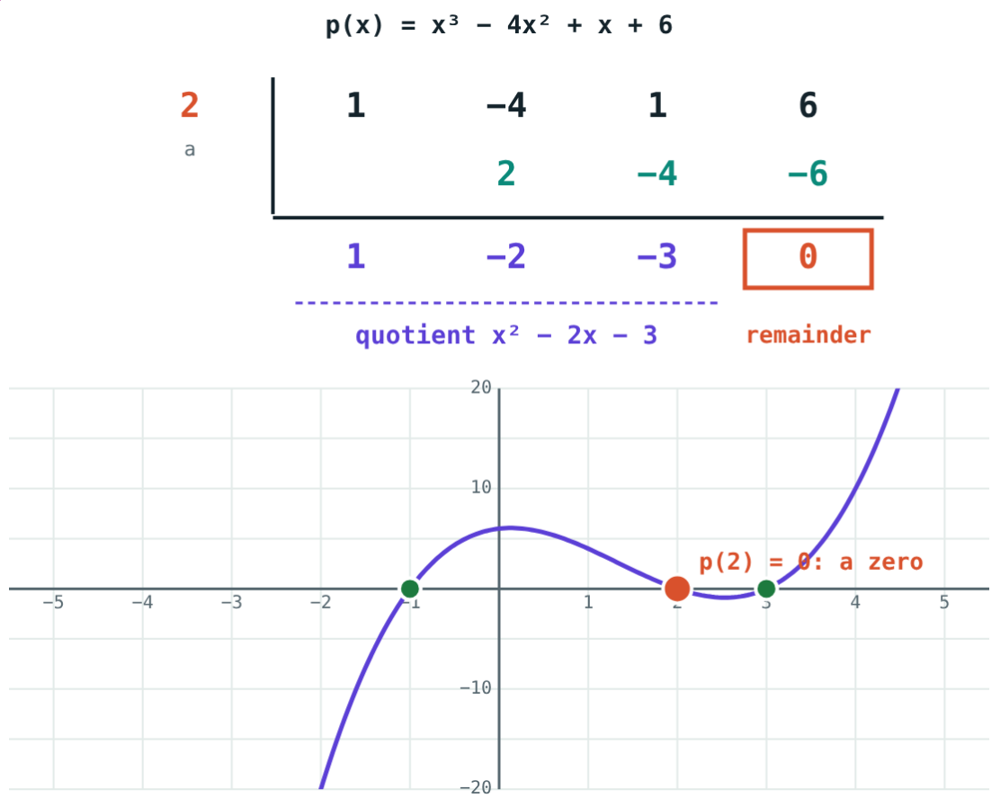 p(x) = x³ − 4x² + x + 6
2 1 −4 1 6
a
2 −4 −6
1 −2 −3 0
quotient x² − 2x − 3 remainder
20
10
p(2) = 0: a zero
−5 −4 −3 −2 −1 1 2 3 4 5
−10
−20